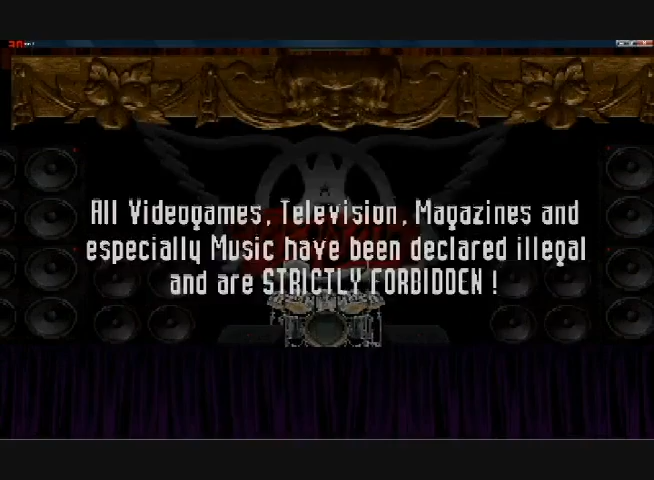 All Videogames, Television, Magazines and
especially Music have been declared illegal
and are STRICTLY FORBIDDEN !